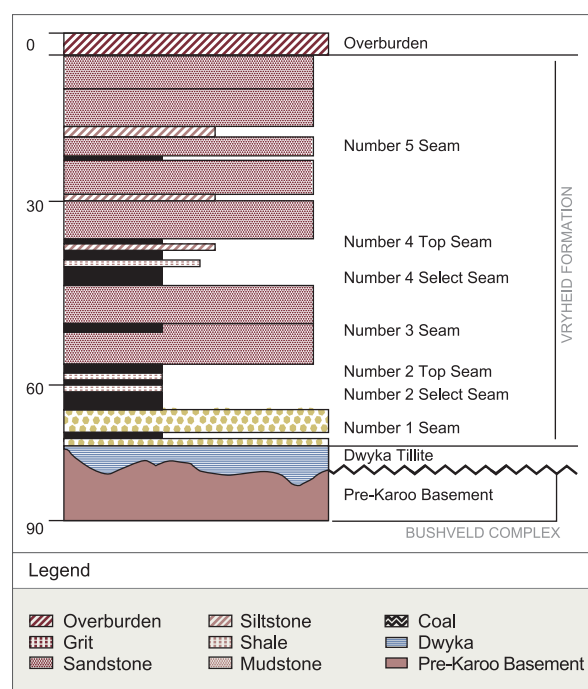 0
Overburden
Number 5 Seam
30
Number 4 Top Seam
Number 4 Select Seam
Number 3 Seam
Number 2 Top Seam
60
Number 2 Select Seam
Number 1 Seam
Dwyka Tillite
Pre-Karoo Basement
90
VRYHEID FORMATION
BUSHVELD COMPLEX
Legend
Overburden
Siltstone
Coal
Grit
Shale
Dwyka
Sandstone
Mudstone
Pre-Karoo Basement